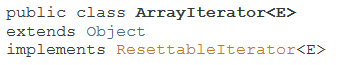 public class ArrayIterator<E>
extends Object
implements ResettableIterator<E>